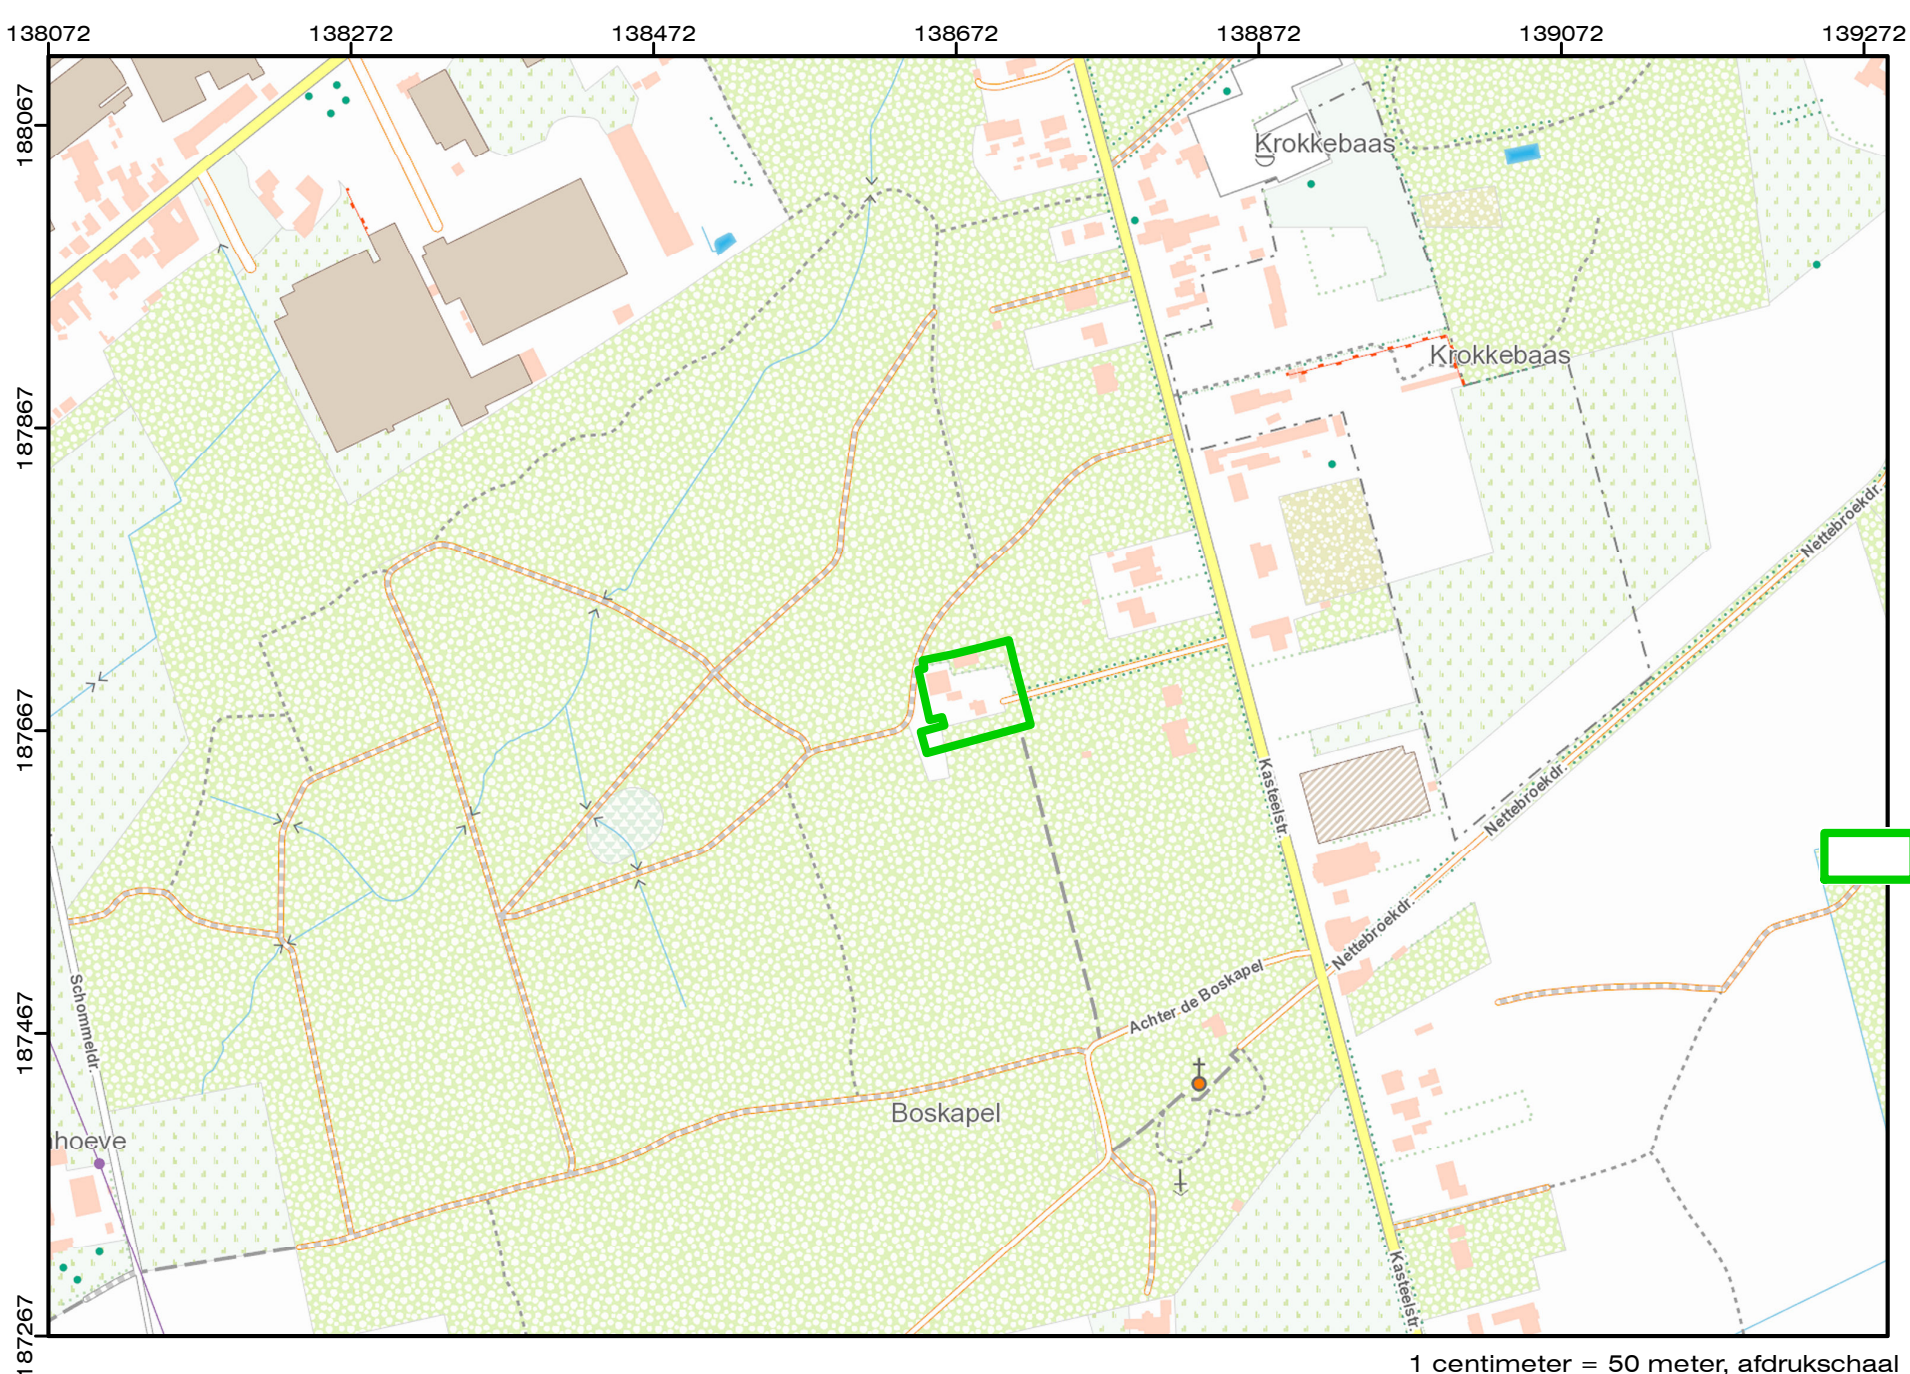 138072 138272 138472 138672 138872 139072 139272
188067
187867
187667
187467
187267
Krokkebaas
Krokkebaas
Nettebroekdr.
Nettebroekdr.
Nettebroekdr.
Kasteelstr.
Achter de Boskapel
Schommeldr.
Boskapel
hoeve
Kasteelstr
1 centimeter = 50 meter, afdrukschaal